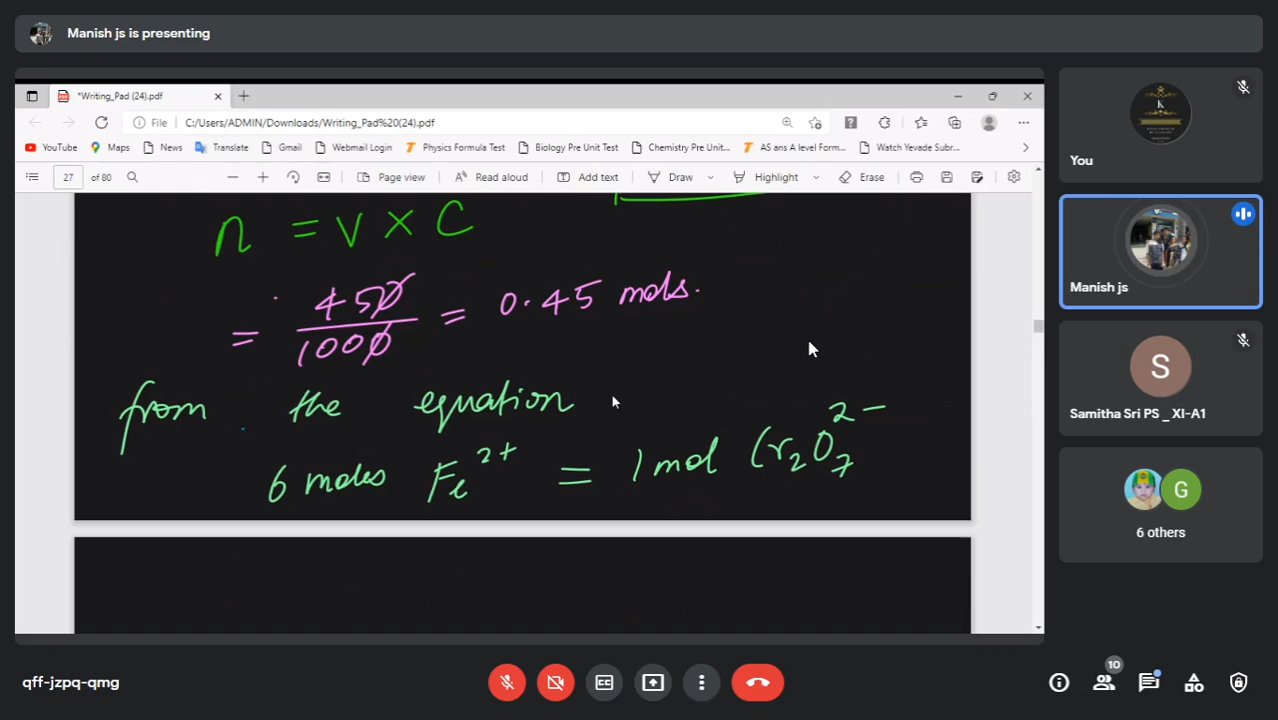 Manish js is presenting
*Writing_Pad (24).pdf
File C:/Users/ADMIN/Downloads/Writing_Pad%20(24).pdf
YouTube Maps News Translate Gmail Webmail Login Physics Formula Test Biology Pre Unit Test Chemistry Pre Unit... AS ans A level Form... Watch Yevade Subr...
27 of 80 Page view Read aloud Add text Draw Highlight Erase
n = V × C
= 450/1000 = 0.45 mols.
from the equation
6 moles Fe²⁺ = 1 mol Cr₂O₇²⁻
K
You
Manish js
S
Samitha Sri PS _ XI-A1
G
6 others
qff-jzpq-qmg
CC
10